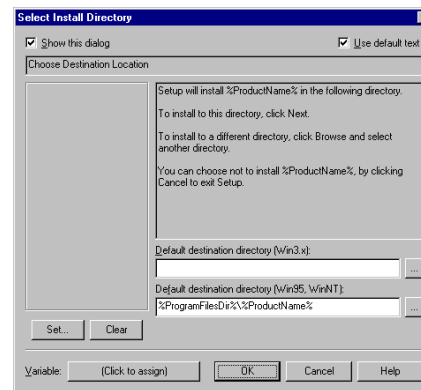 Select Install Directory
Show this dialog
Use default text
Choose Destination Location
Setup will install %ProductName% in the following directory.
To install to this directory, click Next.
To install to a different directory, click Browse and select
another directory.
You can choose not to install %ProductName%, by clicking
Cancel to exit Setup.
Default destination directory (Win3.x):
...
Default destination directory (Win95, WinNT):
%ProgramFilesDir%\%ProductName%
...
Set...
Clear
Variable:
(Click to assign)
OK
Cancel
Help